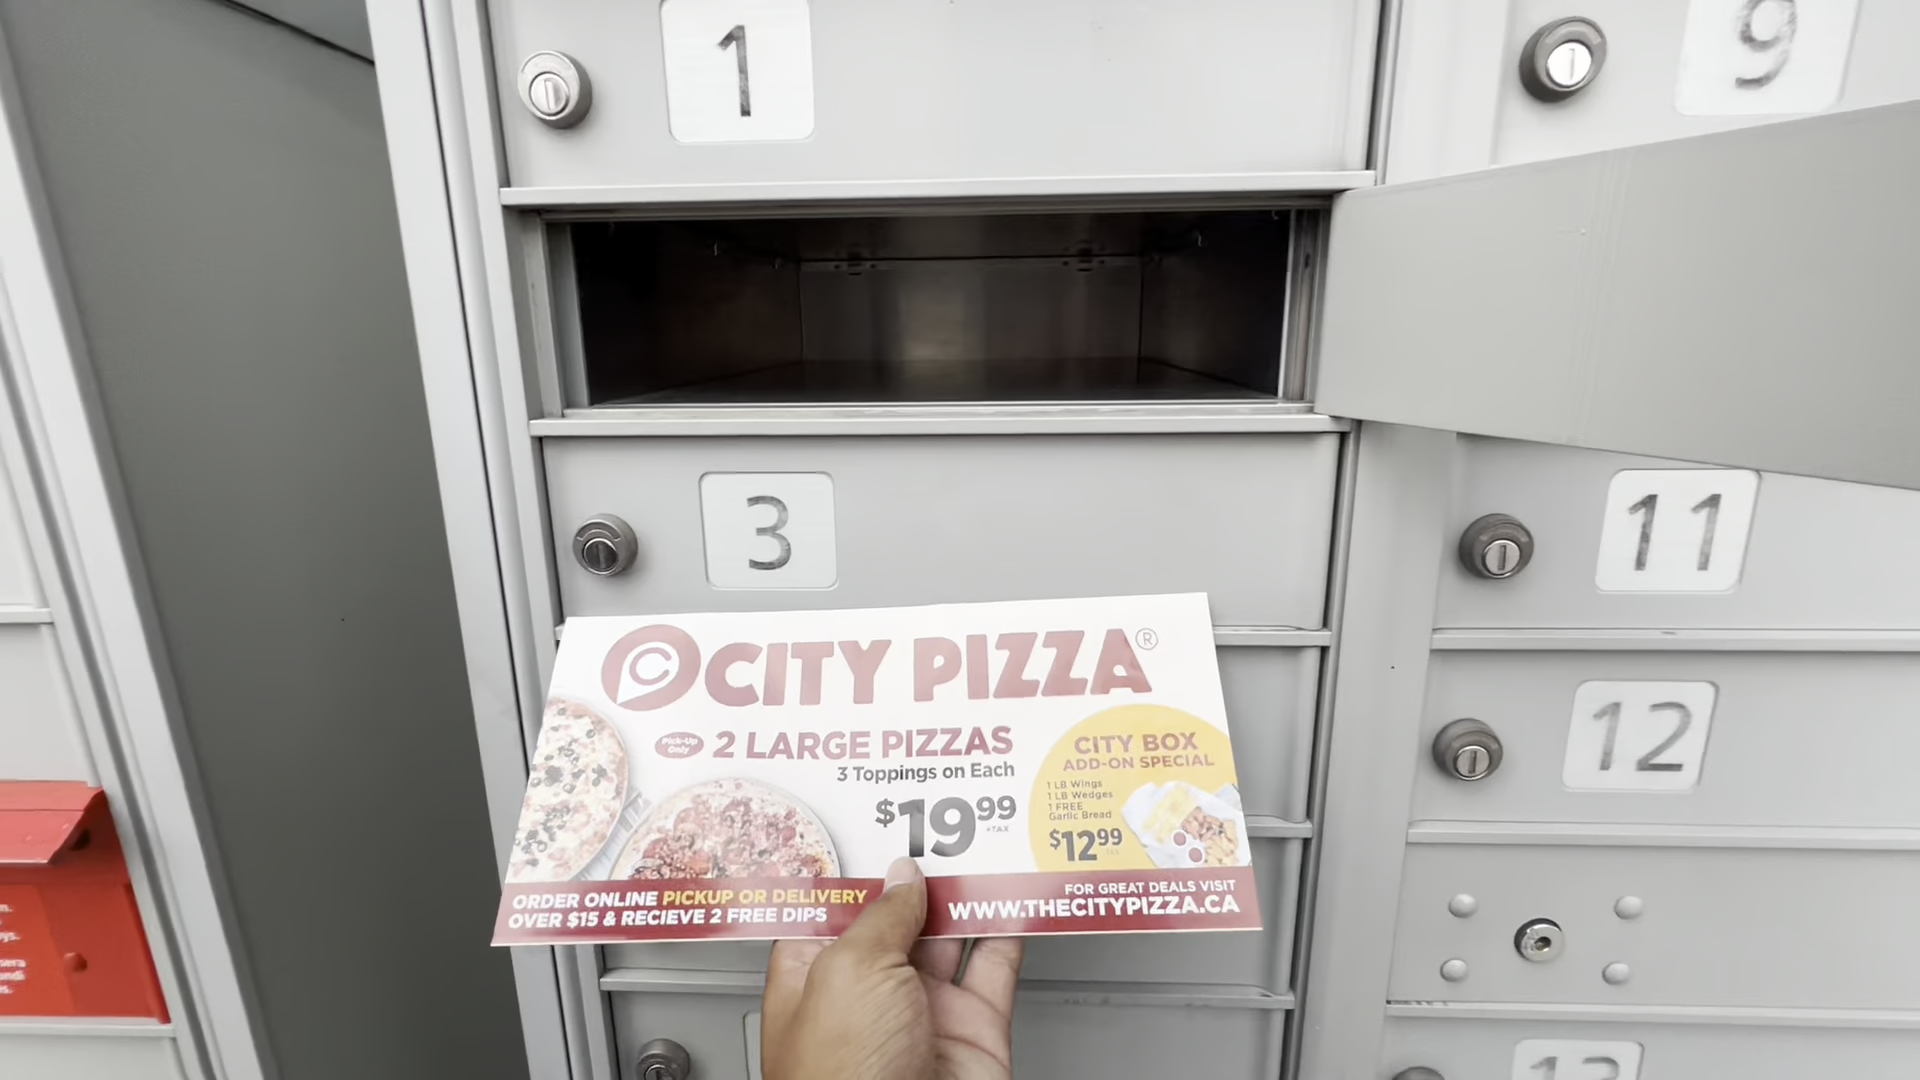 1
9
3
11
12
13
CITY PIZZA®
Pick-Up
Only
2 LARGE PIZZAS
3 Toppings on Each
$19.99
+TAX
CITY BOX
ADD-ON SPECIAL
1 LB Wings
1 LB Wedges
1 FREE
Garlic Bread
$12.99
ORDER ONLINE PICKUP OR DELIVERY
OVER $15 & RECIEVE 2 FREE DIPS
FOR GREAT DEALS VISIT
WWW.THECITYPIZZA.CA